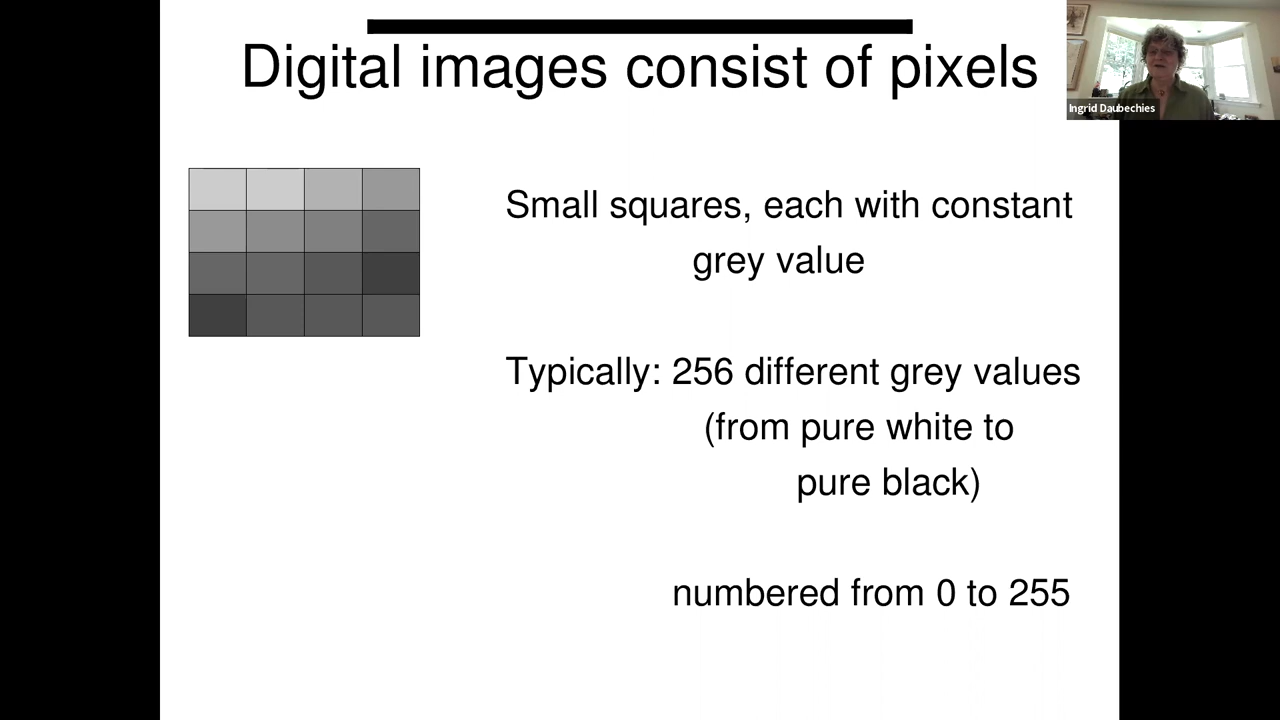 Digital images consist of pixels
Ingrid Daubechies
Small squares, each with constant
grey value
Typically: 256 different grey values
(from pure white to
pure black)
numbered from 0 to 255